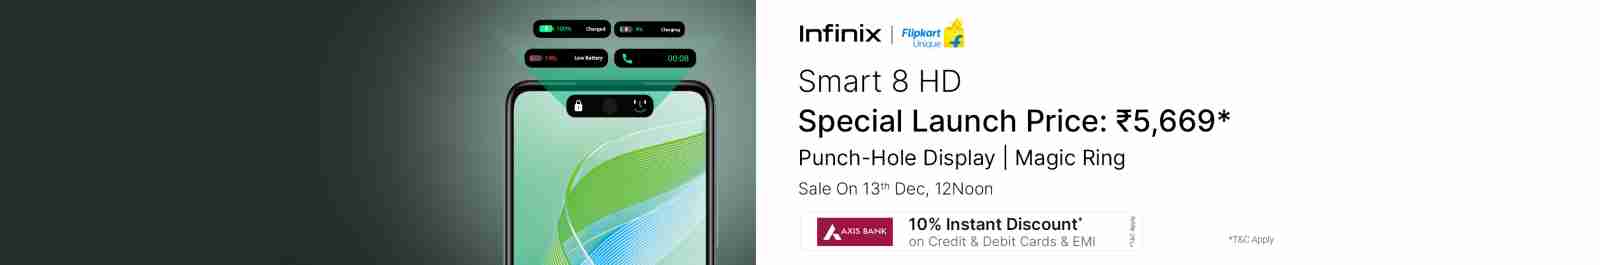 100% Charged
9% Charging
Low Battery
00:08
Infinix | Flipkart
Unique
Smart 8 HD
Special Launch Price: ₹5,669*
Punch-Hole Display | Magic Ring
Sale On 13th Dec, 12Noon
AXIS BANK
10% Instant Discount*
on Credit & Debit Cards & EMI
*T&C Apply
*T&C Apply